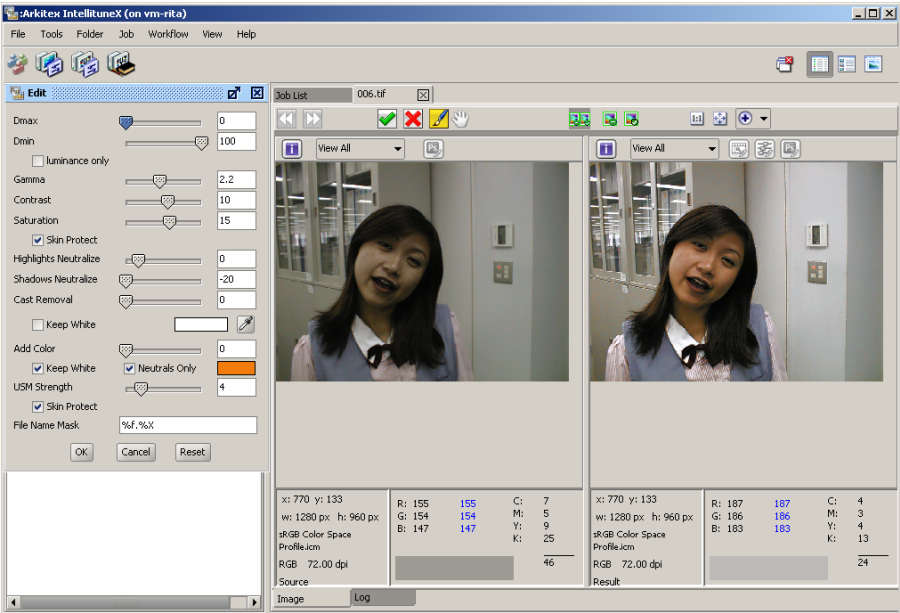 :Arkitex IntellituneX (on vm-rita)
File Tools Folder Job Workflow View Help
Edit
Dmax 0
Dmin 100
luminance only
Gamma 2.2
Contrast 10
Saturation 15
Skin Protect
Highlights Neutralize 0
Shadows Neutralize -20
Cast Removal 0
Keep White
Add Color 0
Keep White Neutrals Only
USM Strength 4
Skin Protect
File Name Mask %f.%X
OK Cancel Reset
Job List 006.tif
1:1
i View All
x: 770 y: 133
w: 1280 px h: 960 px
sRGB Color Space
Profile.icm
RGB 72.00 dpi
Source
R: 155 155 C: 7
G: 154 154 M: 5
B: 147 147 Y: 9
K: 25
46
i View All
x: 770 y: 133
w: 1280 px h: 960 px
sRGB Color Space
Profile.icm
RGB 72.00 dpi
Result
R: 187 187 C: 4
G: 186 186 M: 3
B: 183 183 Y: 4
K: 13
24
Image Log